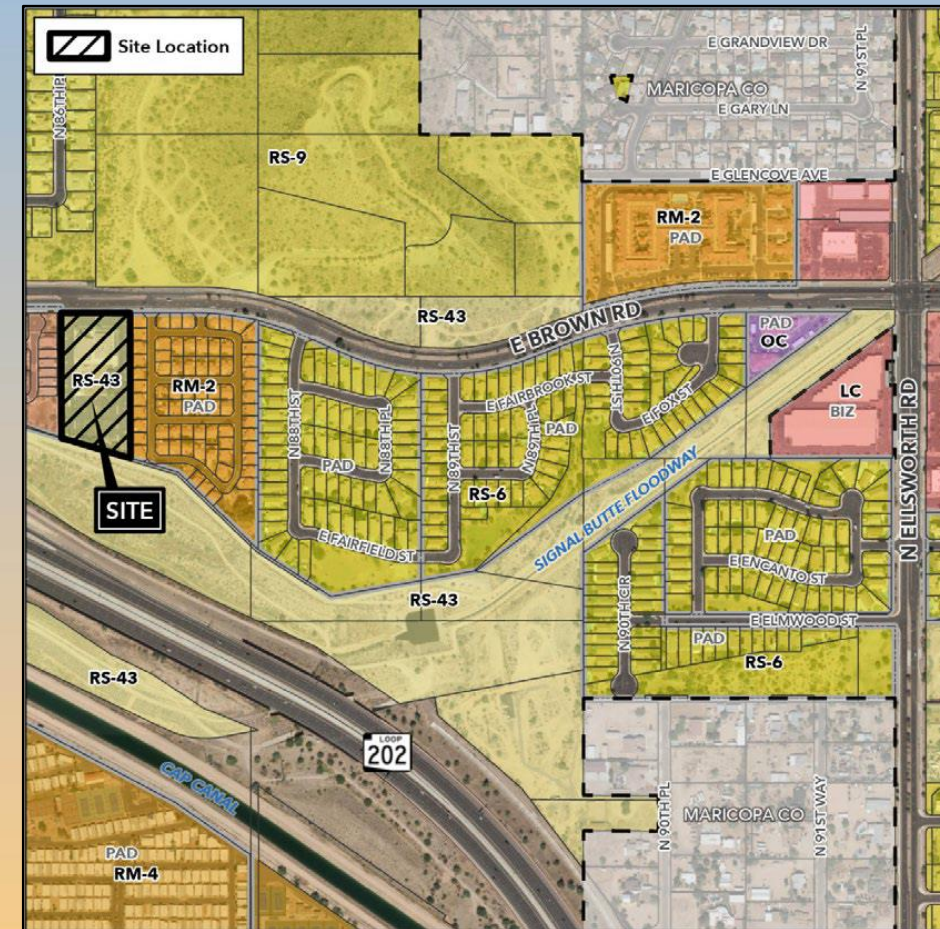 Site Location
N 86TH PL
E GRANDVIEW DR
N 91ST PL
MARICOPA CO
E GARY LN
E GLENCOVE AVE
RS-9
RM-2
PAD
RS-43
E BROWN RD
RS-43
RM-2
PAD
N 88TH ST
N 88TH PL
PAD
E FAIRFIELD ST
N 89TH ST
E FAIRBROOK ST
N 89TH PL
PAD
RS-6
N 90TH ST
E FOX ST
PAD
OC
LC
BIZ
N ELLSWORTH RD
SITE
SIGNAL BUTTE FLOODWAY
PAD
E ENCANTO ST
N 90TH CIR
E ELMWOOD ST
PAD
RS-6
RS-43
RS-43
LOOP
202
CAP CANAL
N 90TH PL
MARICOPA CO
N 91ST WAY
PAD
RM-4